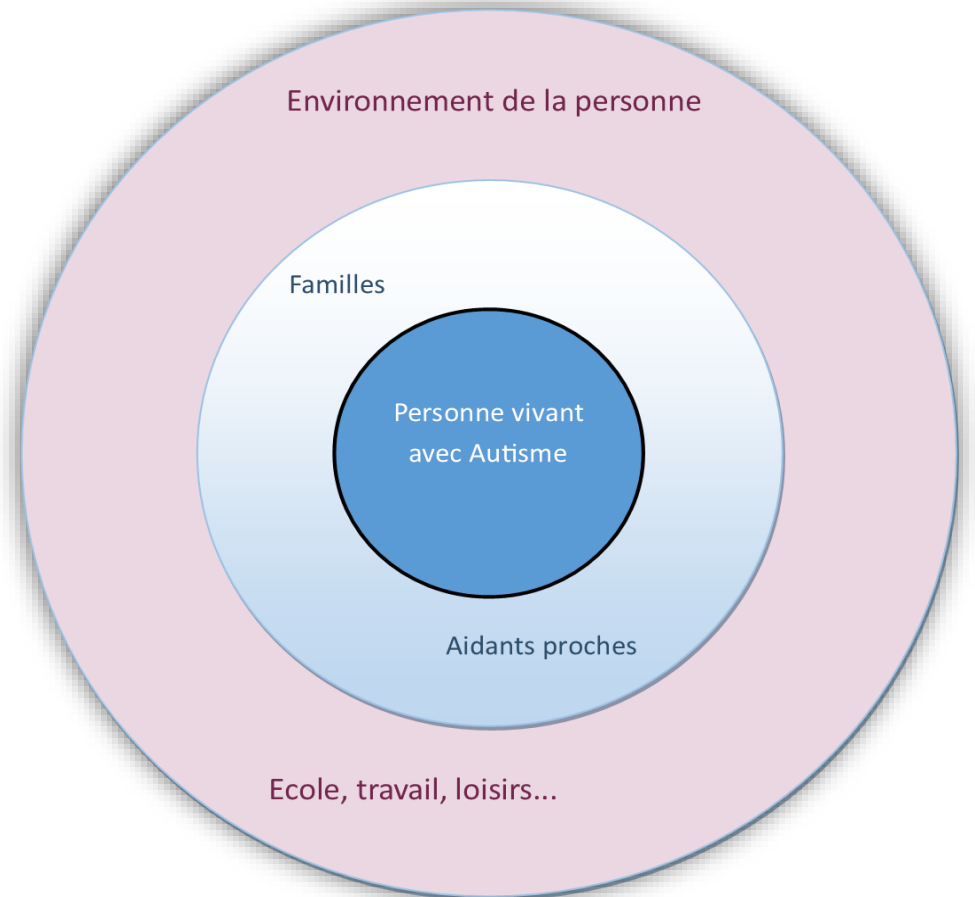 Environnement de la personne
Familles
Personne vivant
avec Autisme
Aidants proches
Ecole, travail, loisirs...